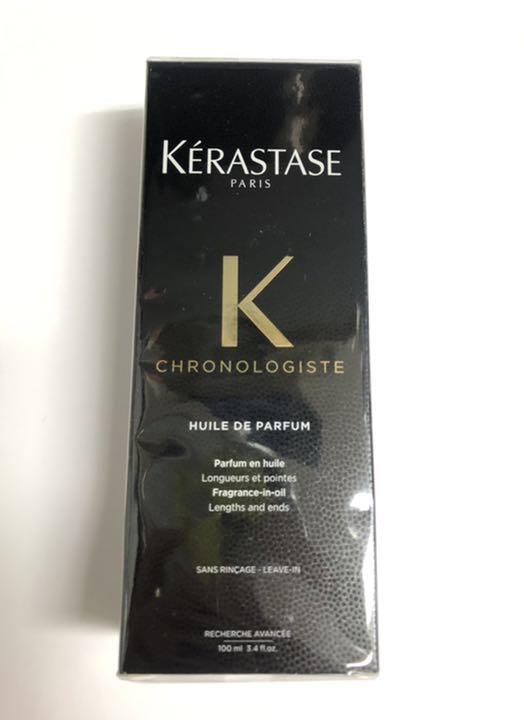 KÉRASTASE
PARIS
K
CHRONOLOGISTE
HUILE DE PARFUM
Parfum en huile
Longueurs et pointes
Fragrance-in-oil
Lengths and ends
SANS RINÇAGE - LEAVE-IN
RECHERCHE AVANCÉE
100 ml 3.4 fl.oz.